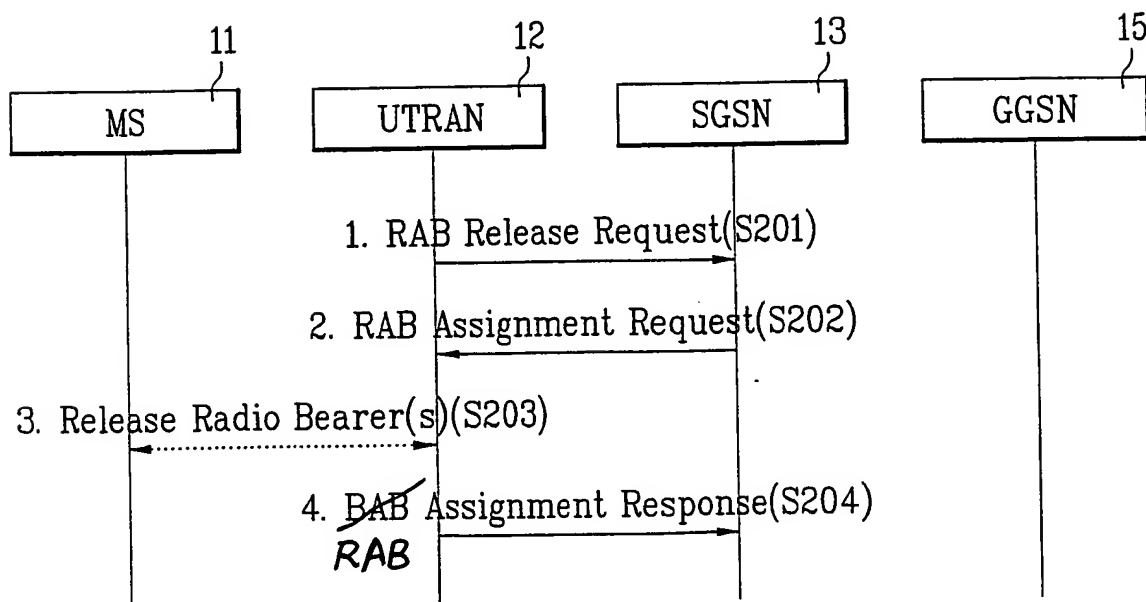 11
12
13
15
MS
UTRAN
SGSN
GGSN
1. RAB Release Request(S201)
2. RAB Assignment Request(S202)
3. Release Radio Bearer(s)(S203)
4. BAB Assignment Response(S204)
RAB